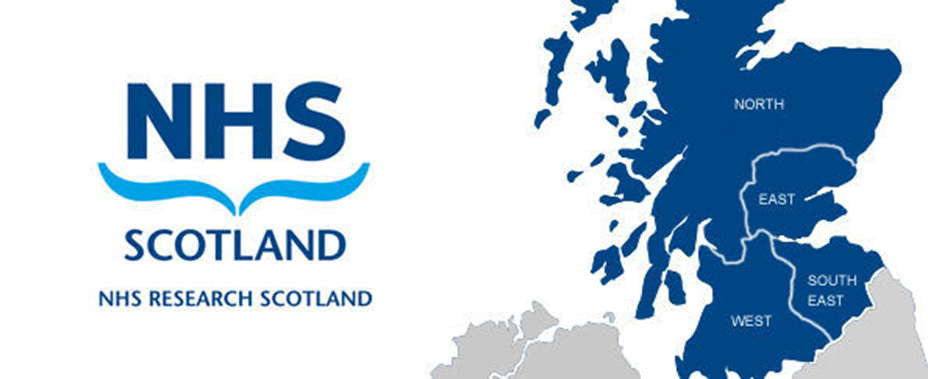 NHS
SCOTLAND
NHS RESEARCH SCOTLAND
NORTH
EAST
SOUTH
EAST
WEST